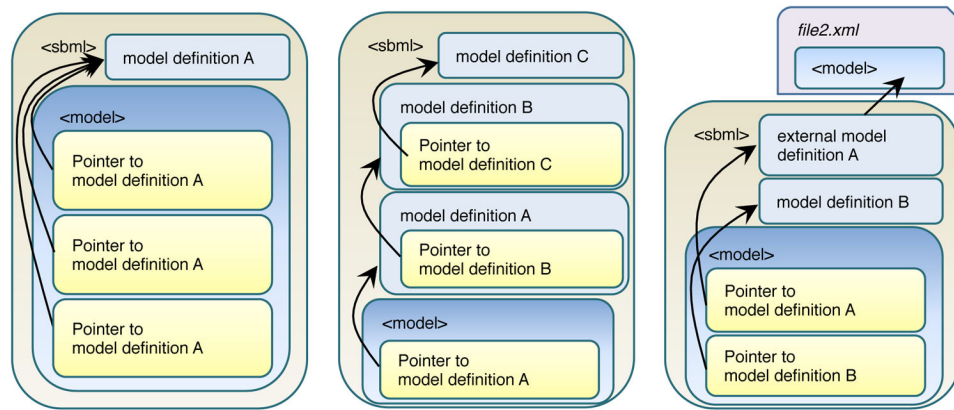 <sbml>
model definition A
<model>
Pointer to
model definition A
Pointer to
model definition A
Pointer to
model definition A
<sbml>
model definition C
model definition B
Pointer to
model definition C
model definition A
Pointer to
model definition B
<model>
Pointer to
model definition A
file2.xml
<model>
<sbml>
external model
definition A
model definition B
<model>
Pointer to
model definition A
Pointer to
model definition B